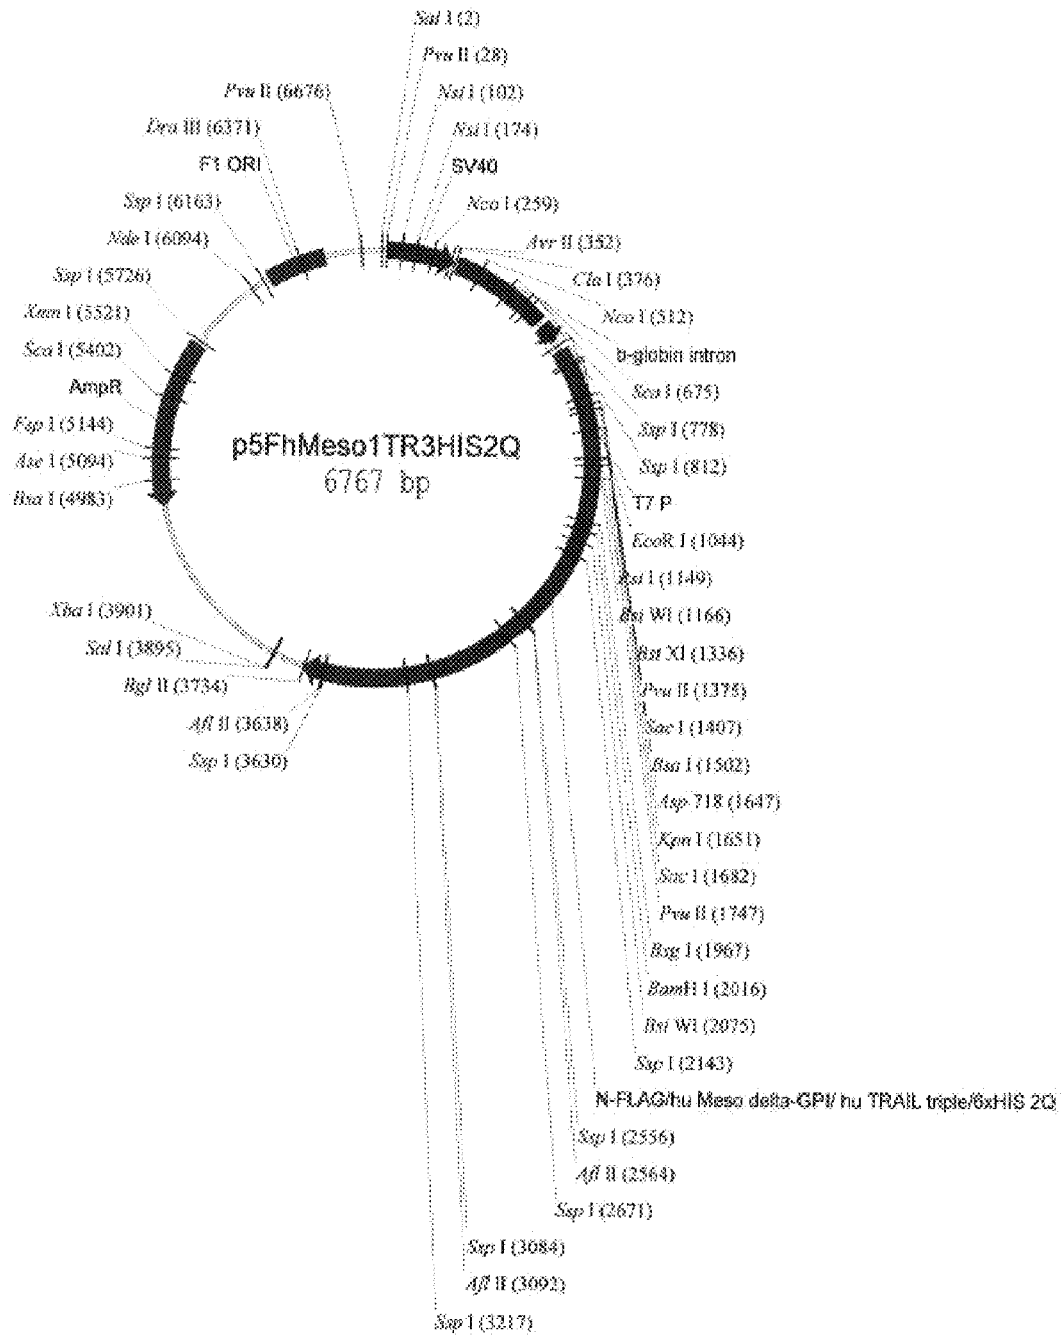 Sal I (2)
Pvu II (28)
Pvu II (6676)
Nsi I (102)
Dra III (6371)
Nsi I (174)
F1 ORI
SV40
Ssp I (6163)
Nco I (259)
Nde I (6094)
Avr II (352)
Ssp I (5726)
Cla I (376)
Xmn I (5521)
Nco I (512)
Sca I (5402)
b-globin intron
AmpR
Sca I (675)
Fsp I (5144)
Ssp I (778)
p5FhMeso1TR3HIS2Q
6767 bp
Ase I (5094)
Ssp I (812)
Bsa I (4983)
T7 P
EcoR I (1044)
I (1149)
Xba I (3901)
Bsi WI (1166)
Sal I (3895)
Bst XI (1336)
Bgl II (3734)
Pvu II (1375)
Afl II (3638)
Sac I (1407)
Ssp I (3630)
Bsa I (1502)
Asp 718 (1647)
Kpn I (1651)
Sac I (1682)
Pvu II (1747)
Bsg I (1967)
BamH I (2016)
Bsi WI (2075)
Ssp I (2143)
N-FLAG/hu Meso delta-GPI/ hu TRAIL triple/6xHIS 2Q
Ssp I (2556)
Afl II (2564)
Ssp I (2671)
Ssp I (3084)
Afl II (3092)
Ssp I (3217)